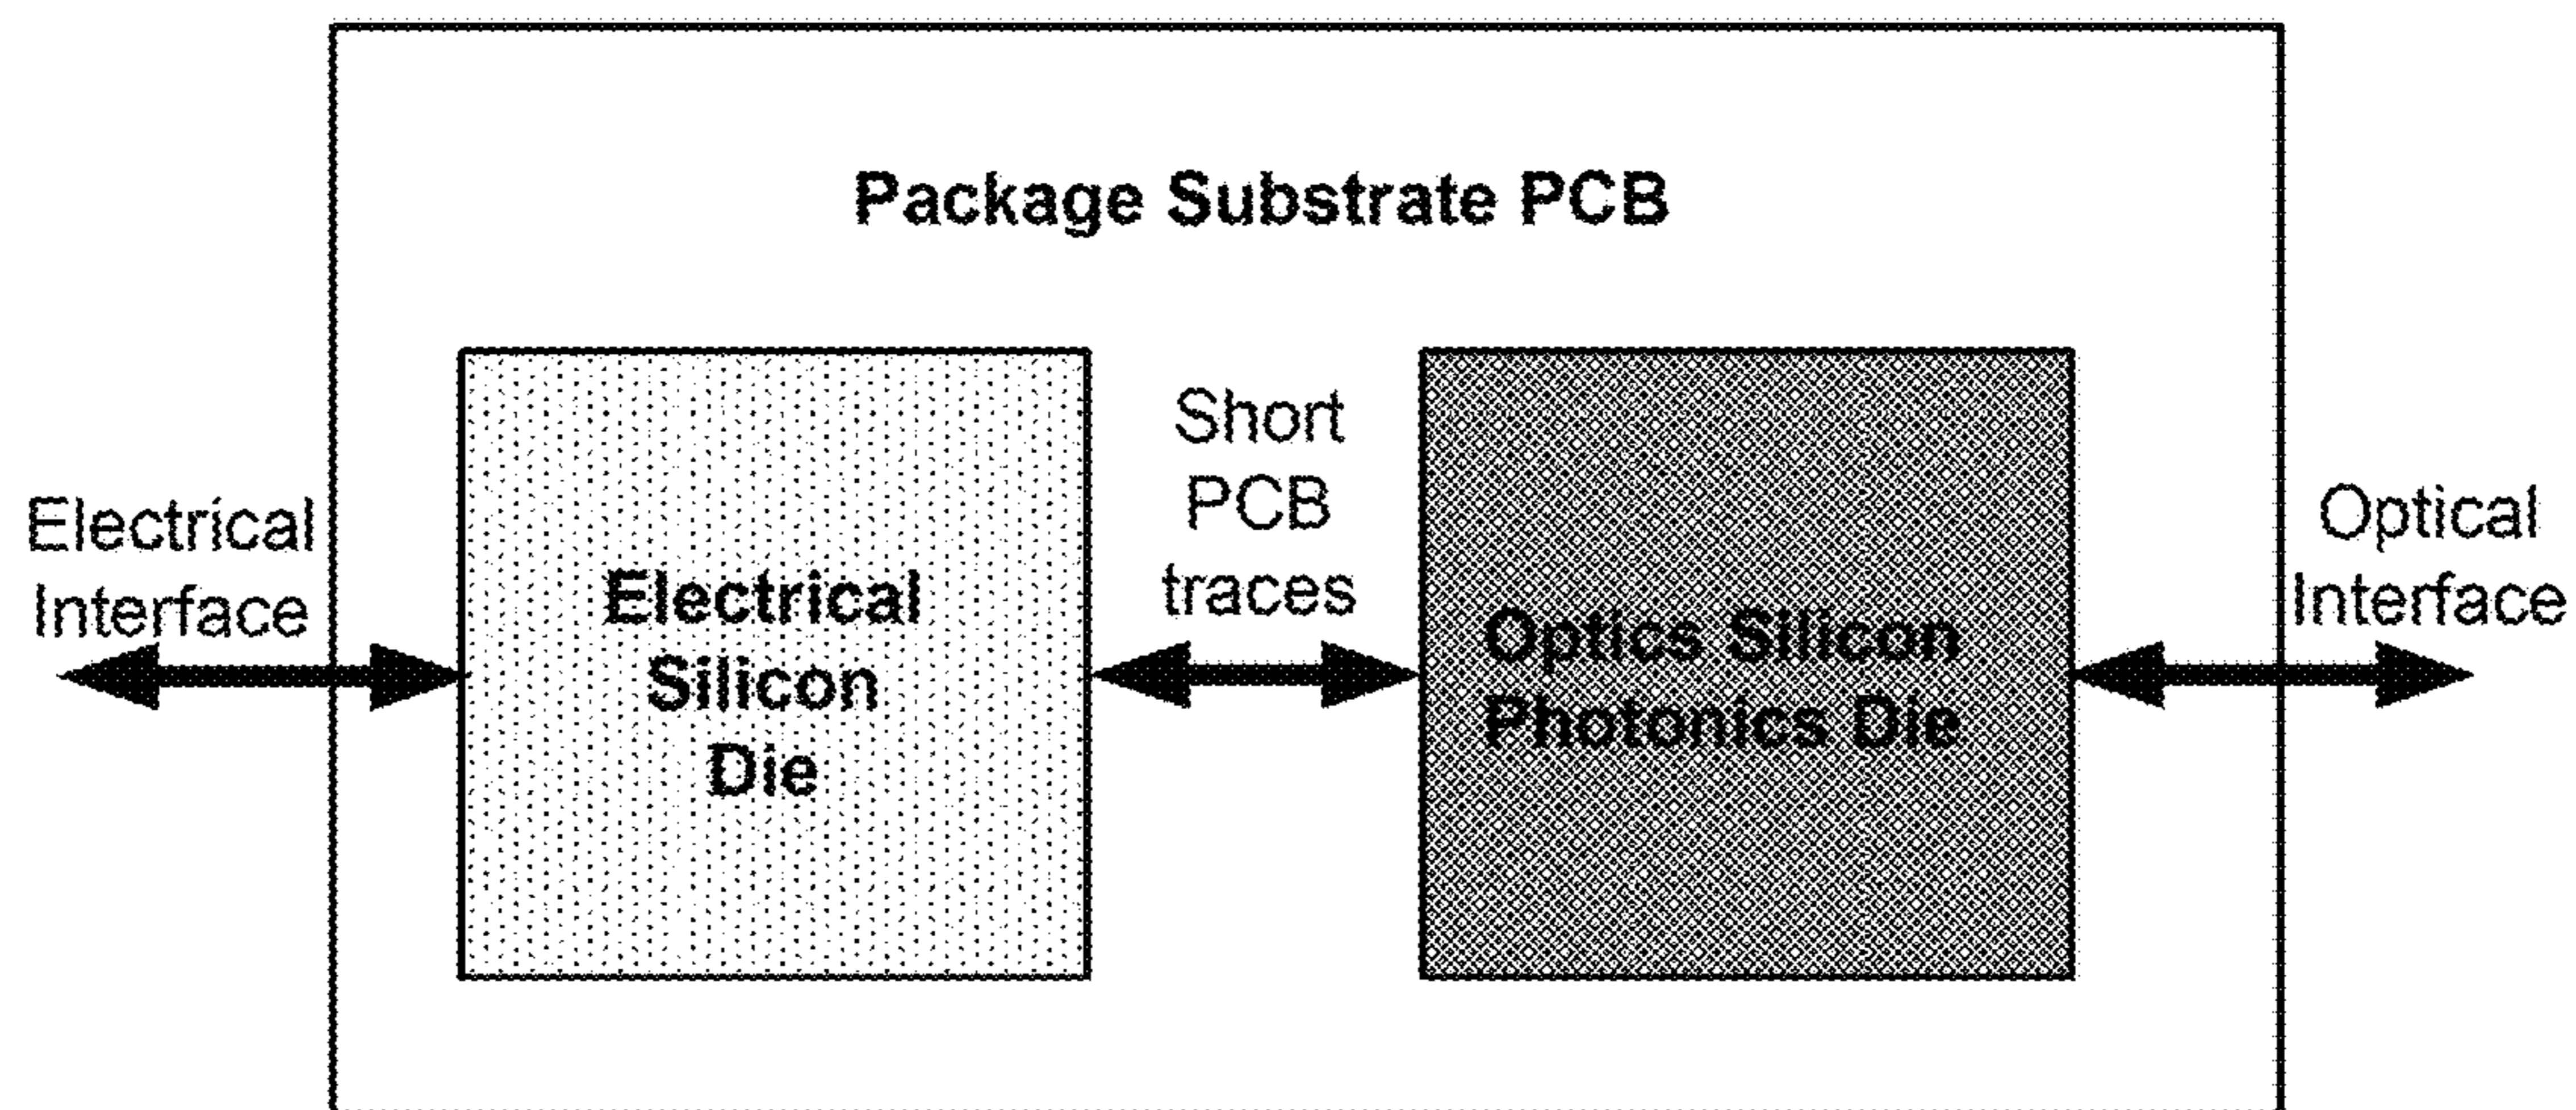 Package Substrate PCB
Electrical
Interface
Electrical
Silicon
Die
Short
PCB
traces
Optics Silicon
Photonics Die
Optical
Interface